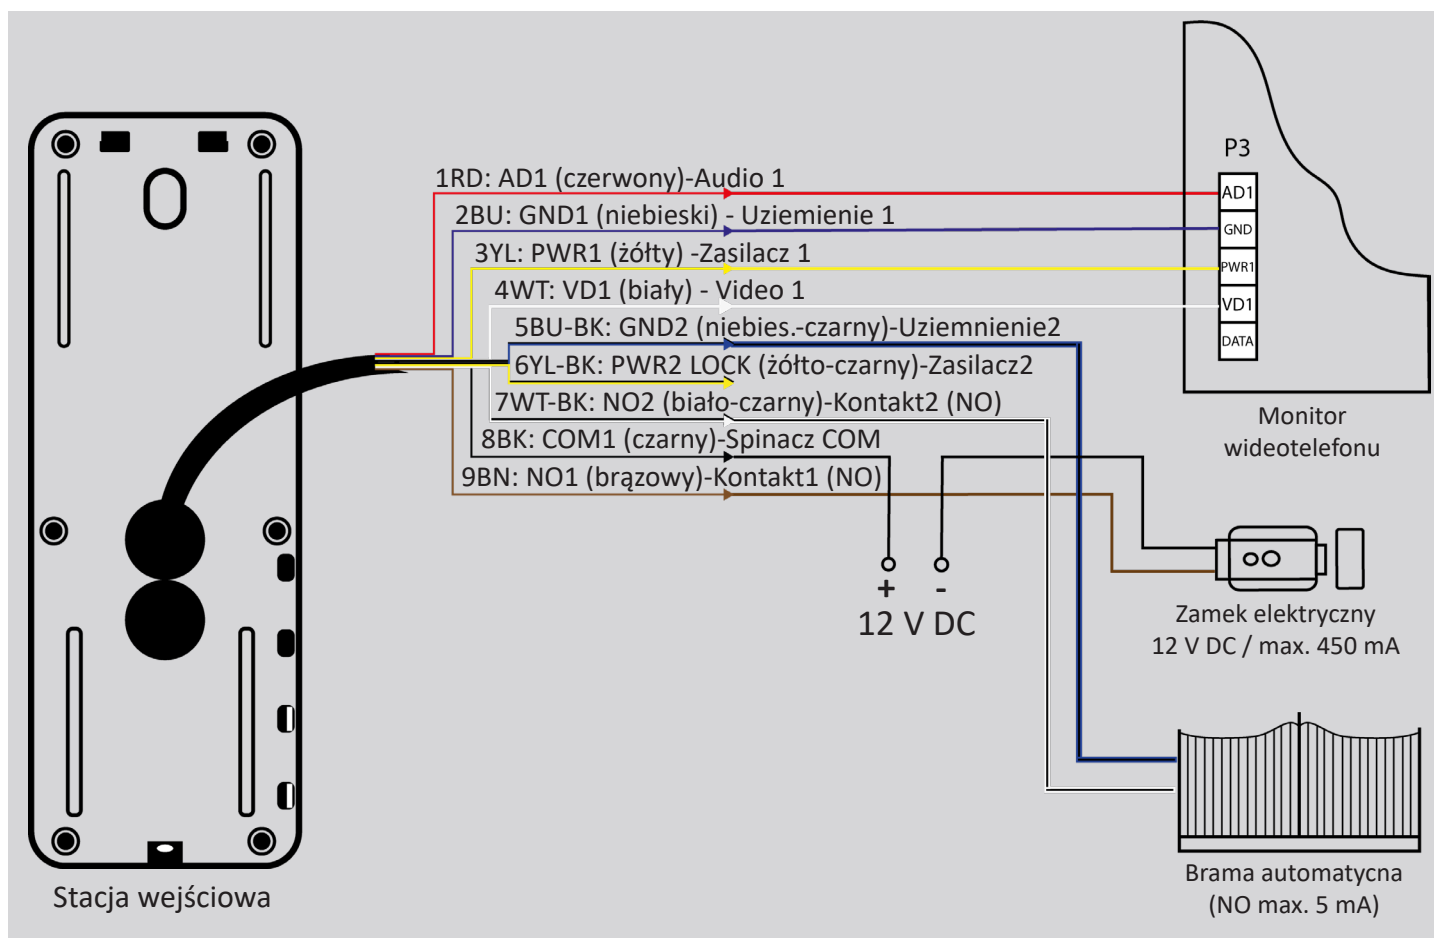 P3
1RD: AD1 (czerwony)-Audio 1
AD1
2BU: GND1 (niebieski) - Uziemienie 1
GND
3YL: PWR1 (żółty) -Zasilacz 1
PWR1
4WT: VD1 (biały) - Video 1
VD1
5BU-BK: GND2 (niebies.-czarny)-Uziemnienie2
DATA
6YL-BK: PWR2 LOCK (żółto-czarny)-Zasilacz2
7WT-BK: NO2 (biało-czarny)-Kontakt2 (NO)
Monitor
wideotelefonu
8BK: COM1 (czarny)-Spinacz COM
9BN: NO1 (brązowy)-Kontakt1 (NO)
+ -
12 V DC
Zamek elektryczny
12 V DC / max. 450 mA
Brama automatycna
(NO max. 5 mA)
Stacja wejściowa